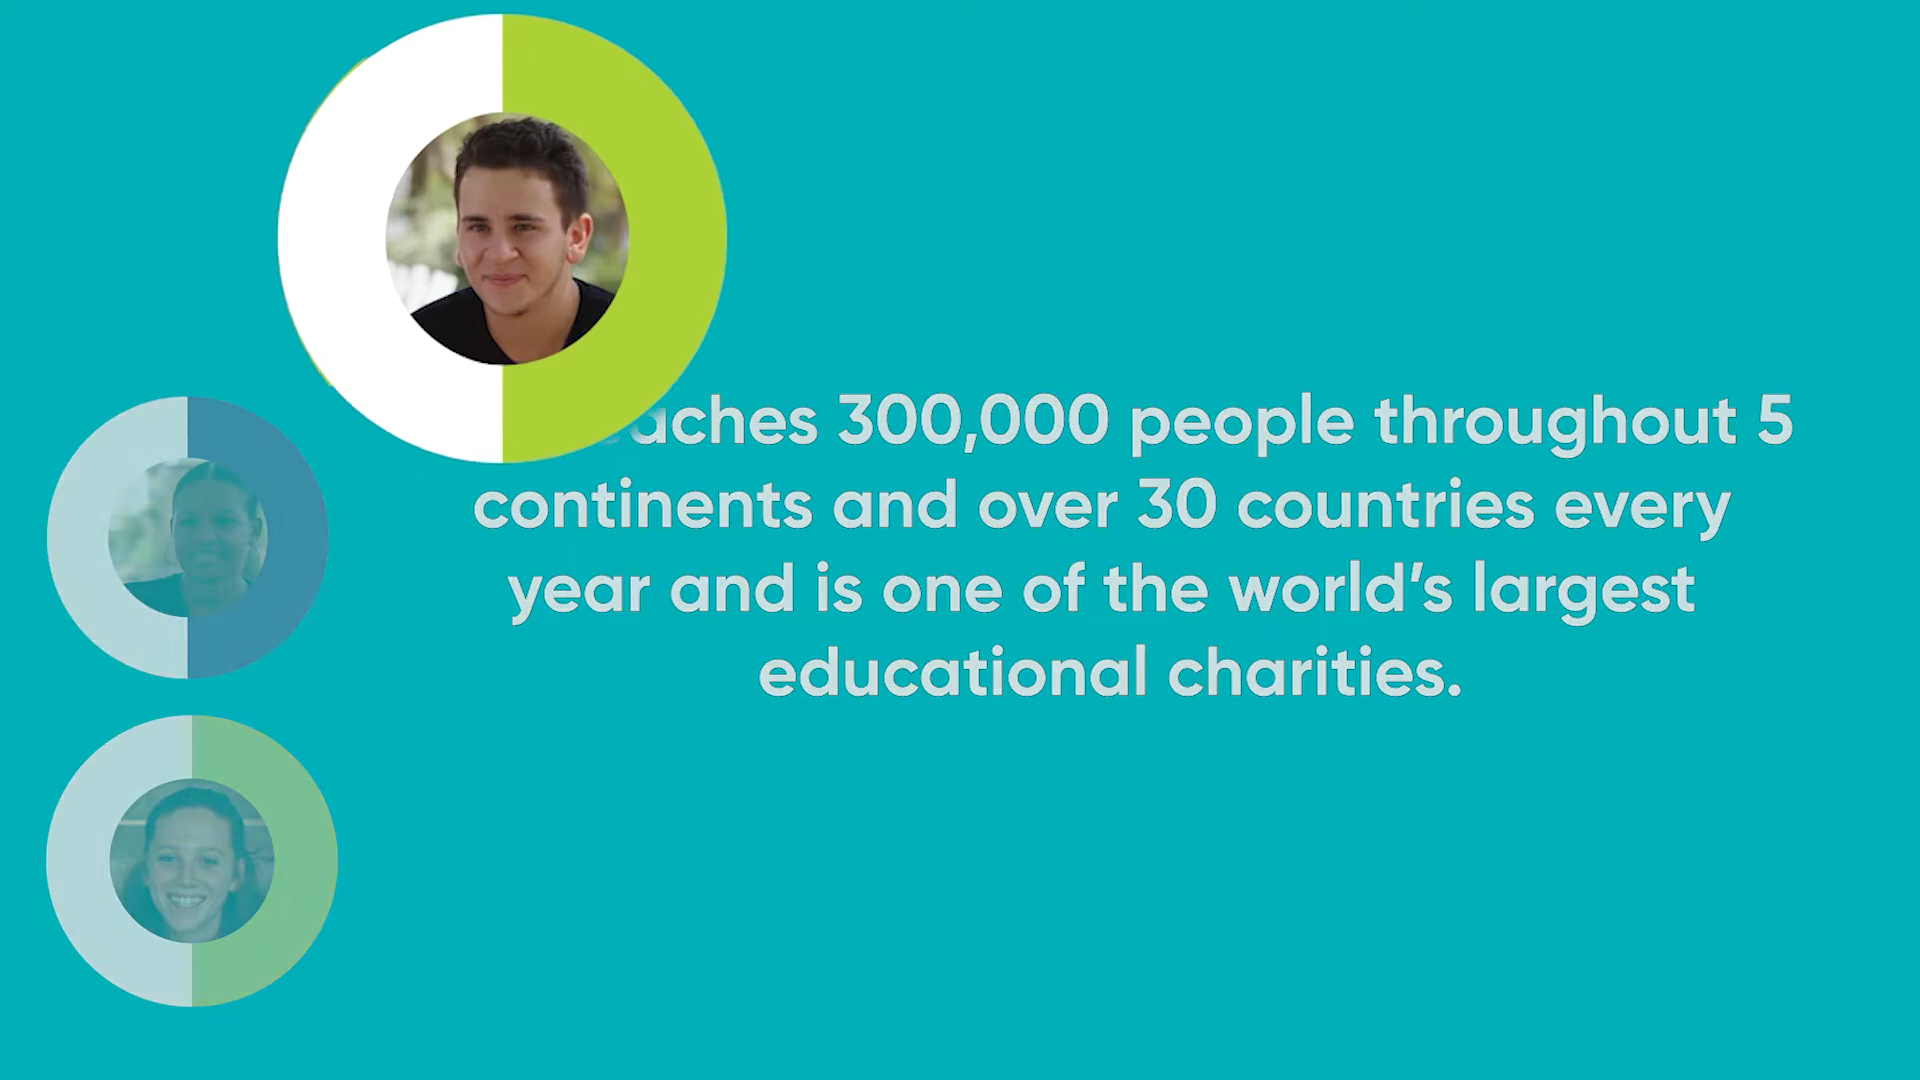 300,000 people throughout 5
continents and over 30 countries every
year and is one of the world’s largest
educational charities.